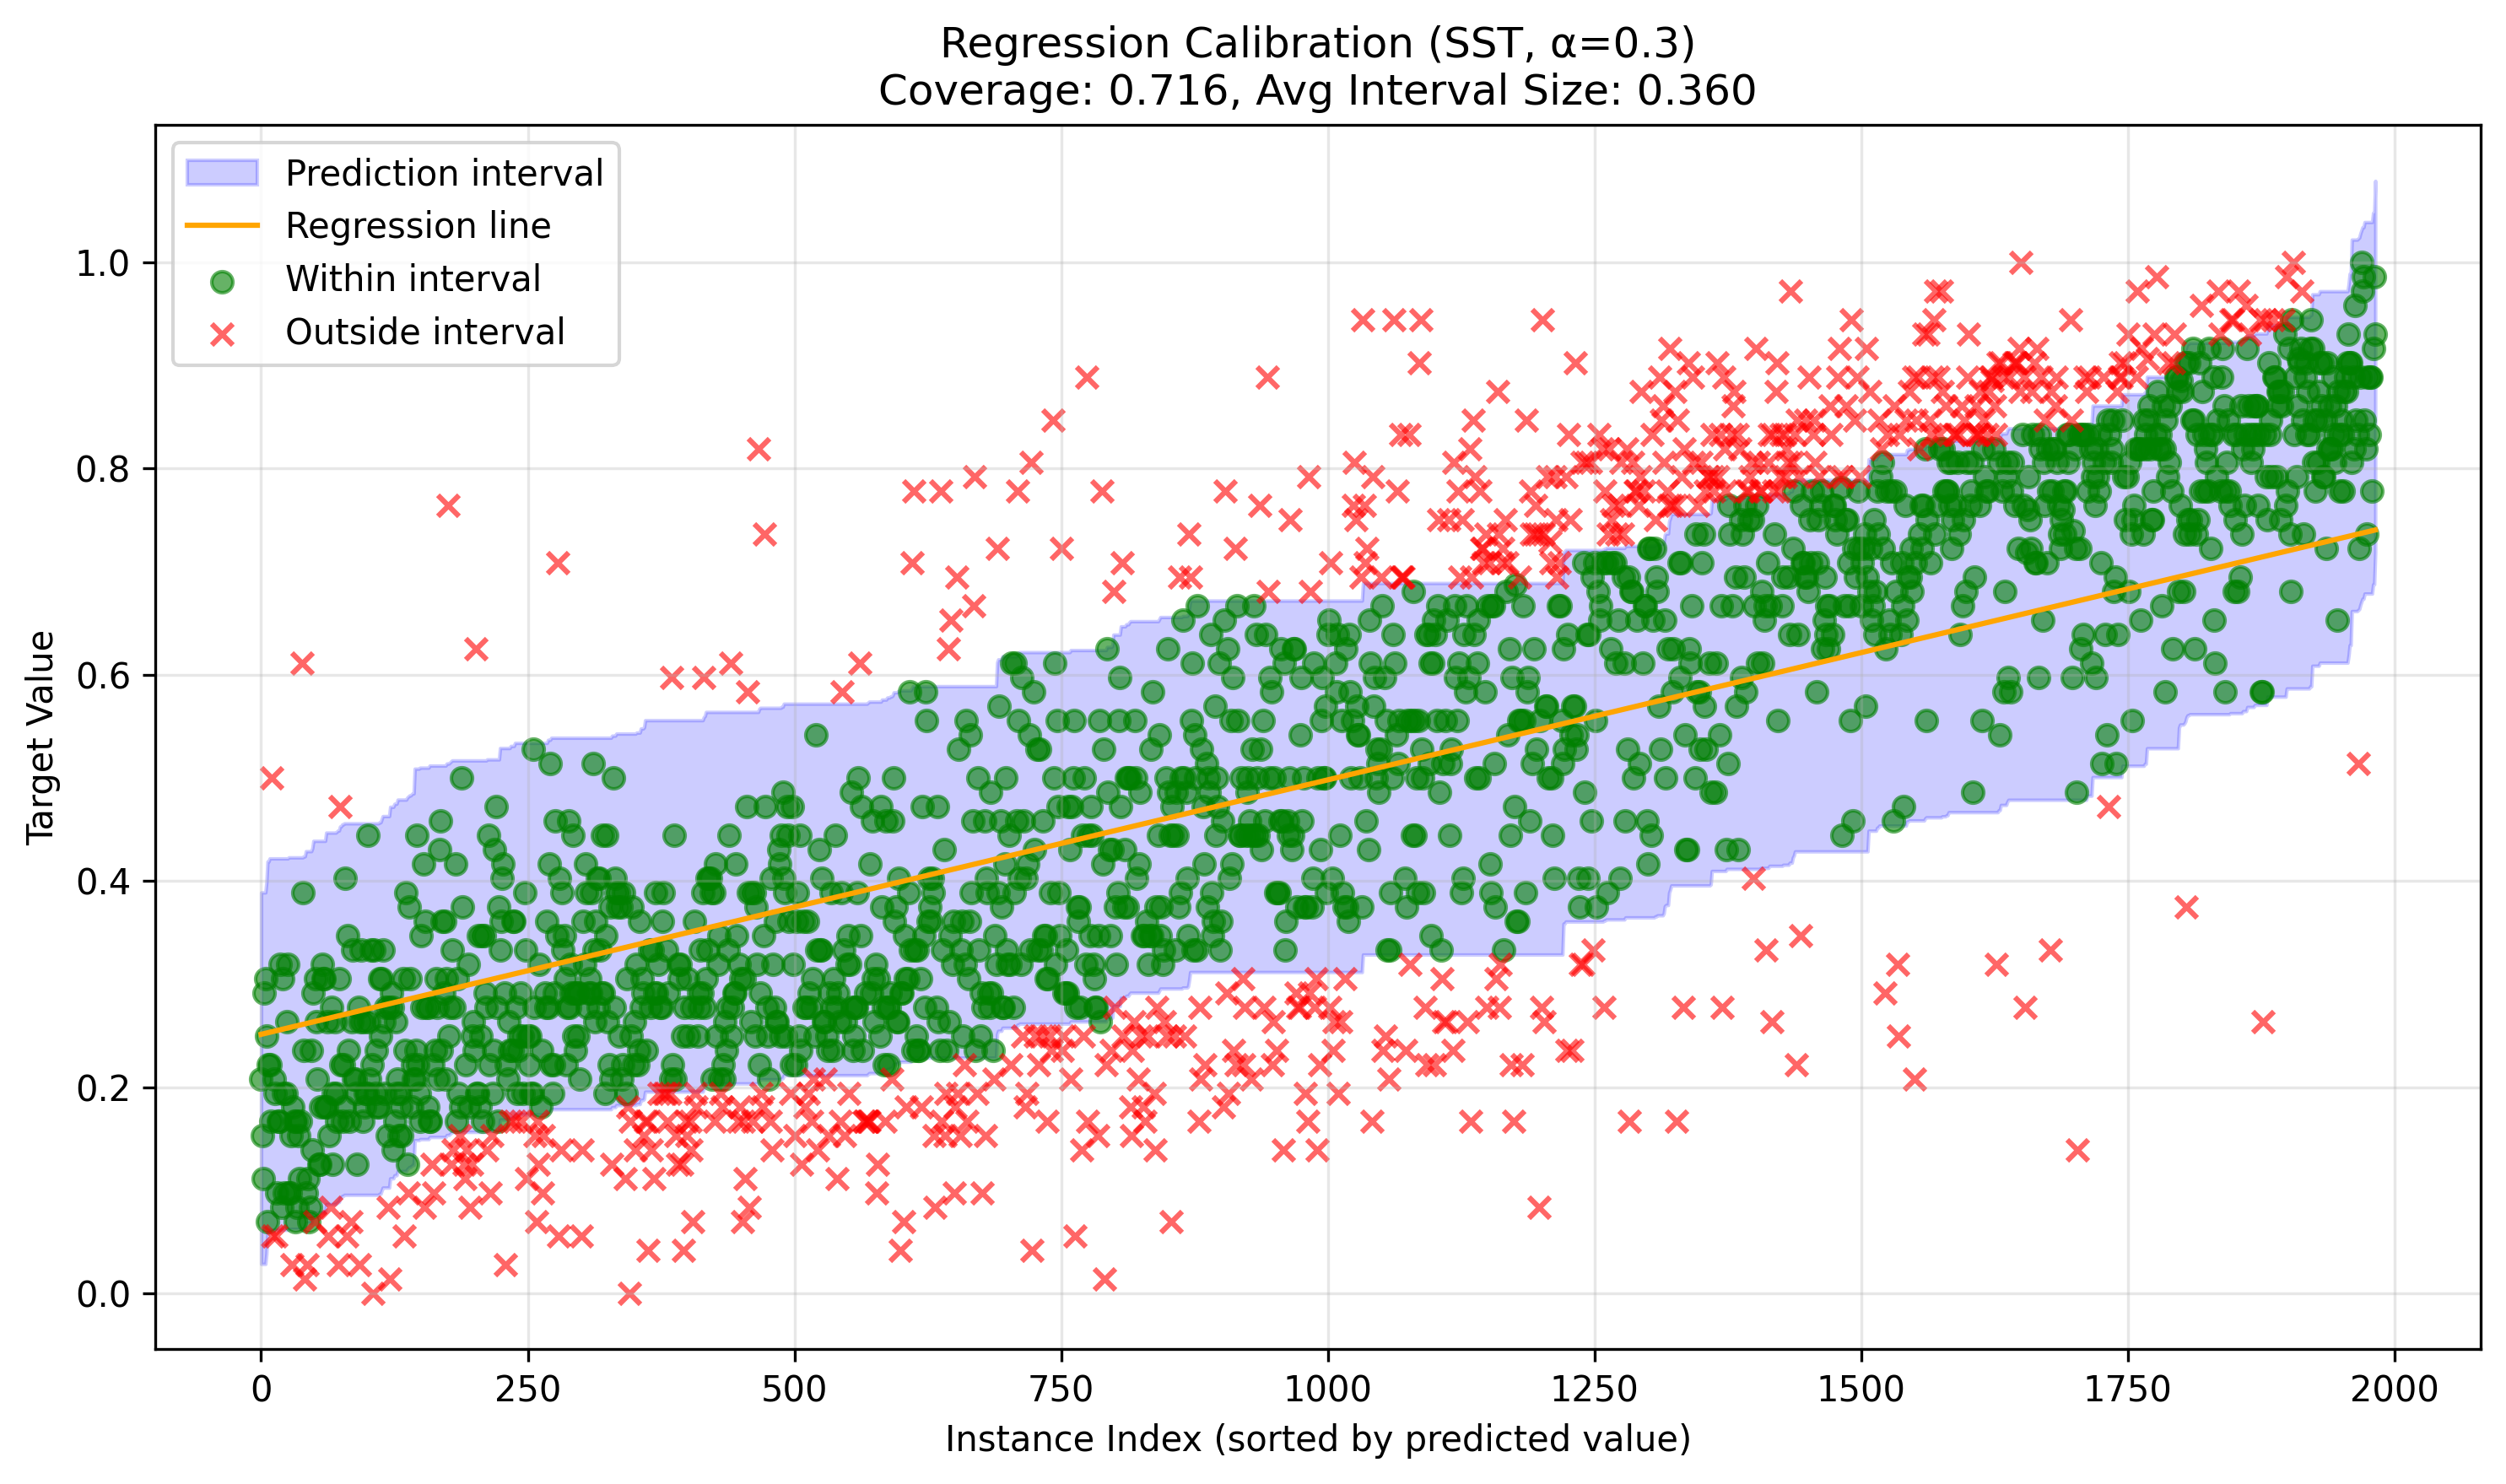 Regression Calibration (SST, α=0.3)
Coverage: 0.716, Avg Interval Size: 0.360
Prediction interval
Regression line
Within interval
Outside interval
Target Value
1.0
0.8
0.6
0.4
0.2
0.0
0 250 500 750 1000 1250 1500 1750 2000
Instance Index (sorted by predicted value)